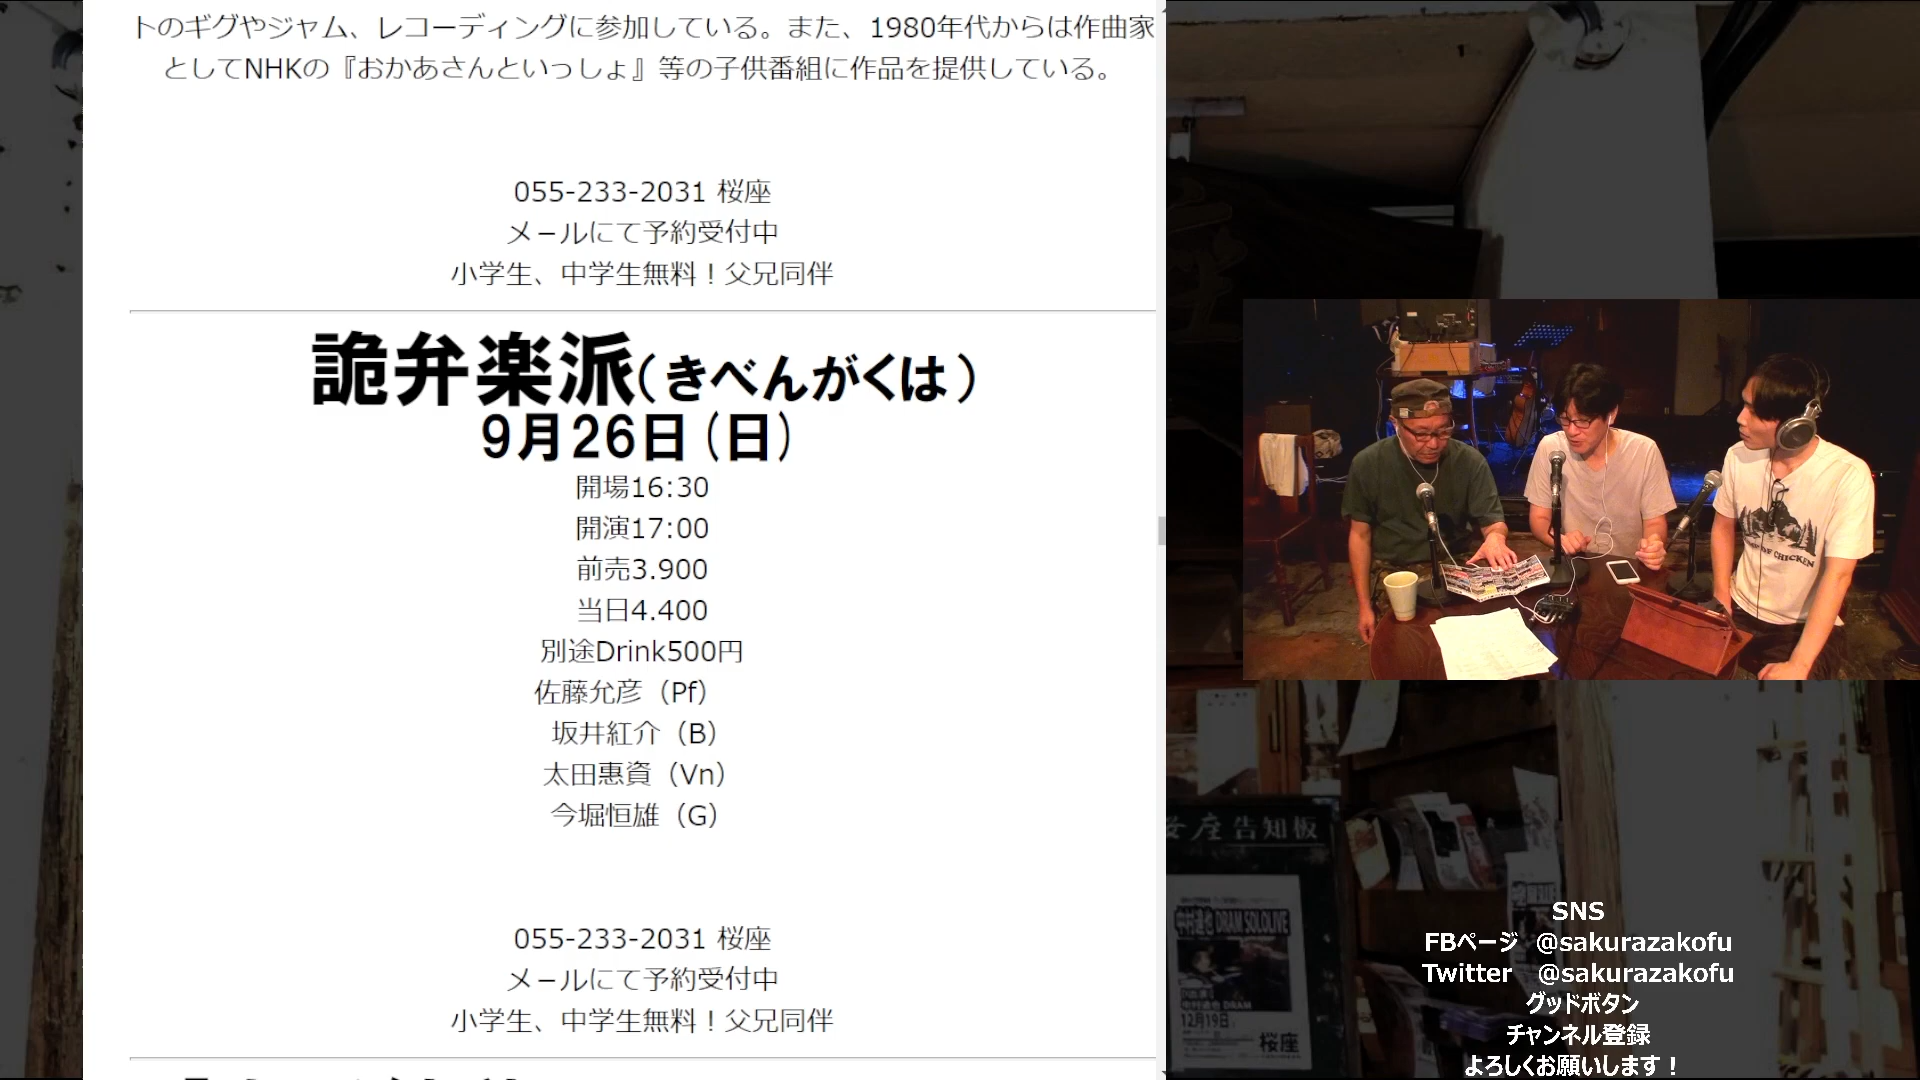 トのギグやジャム、レコーディングに参加している。また、1980年代からは作曲家
としてNHKの『おかあさんといっしょ』等の子供番組に作品を提供している。
055-233-2031 桜座
メールにて予約受付中
小学生、中学生無料！父兄同伴
詭弁楽派(きべんがくは)
9月26日(日)
開場16:30
開演17:00
前売3.900
当日4.400
別途Drink500円
佐藤允彦（Pf）
坂井紅介（B）
太田惠資（Vn）
今堀恒雄（G）
055-233-2031 桜座
メールにて予約受付中
小学生、中学生無料！父兄同伴
OF CHICKEN
座告知板
中村達也 DRAM SOLOLIVE
12月19日
桜座
SNS
FBページ @sakurazakofu
Twitter @sakurazakofu
グッドボタン
チャンネル登録
よろしくお願いします！